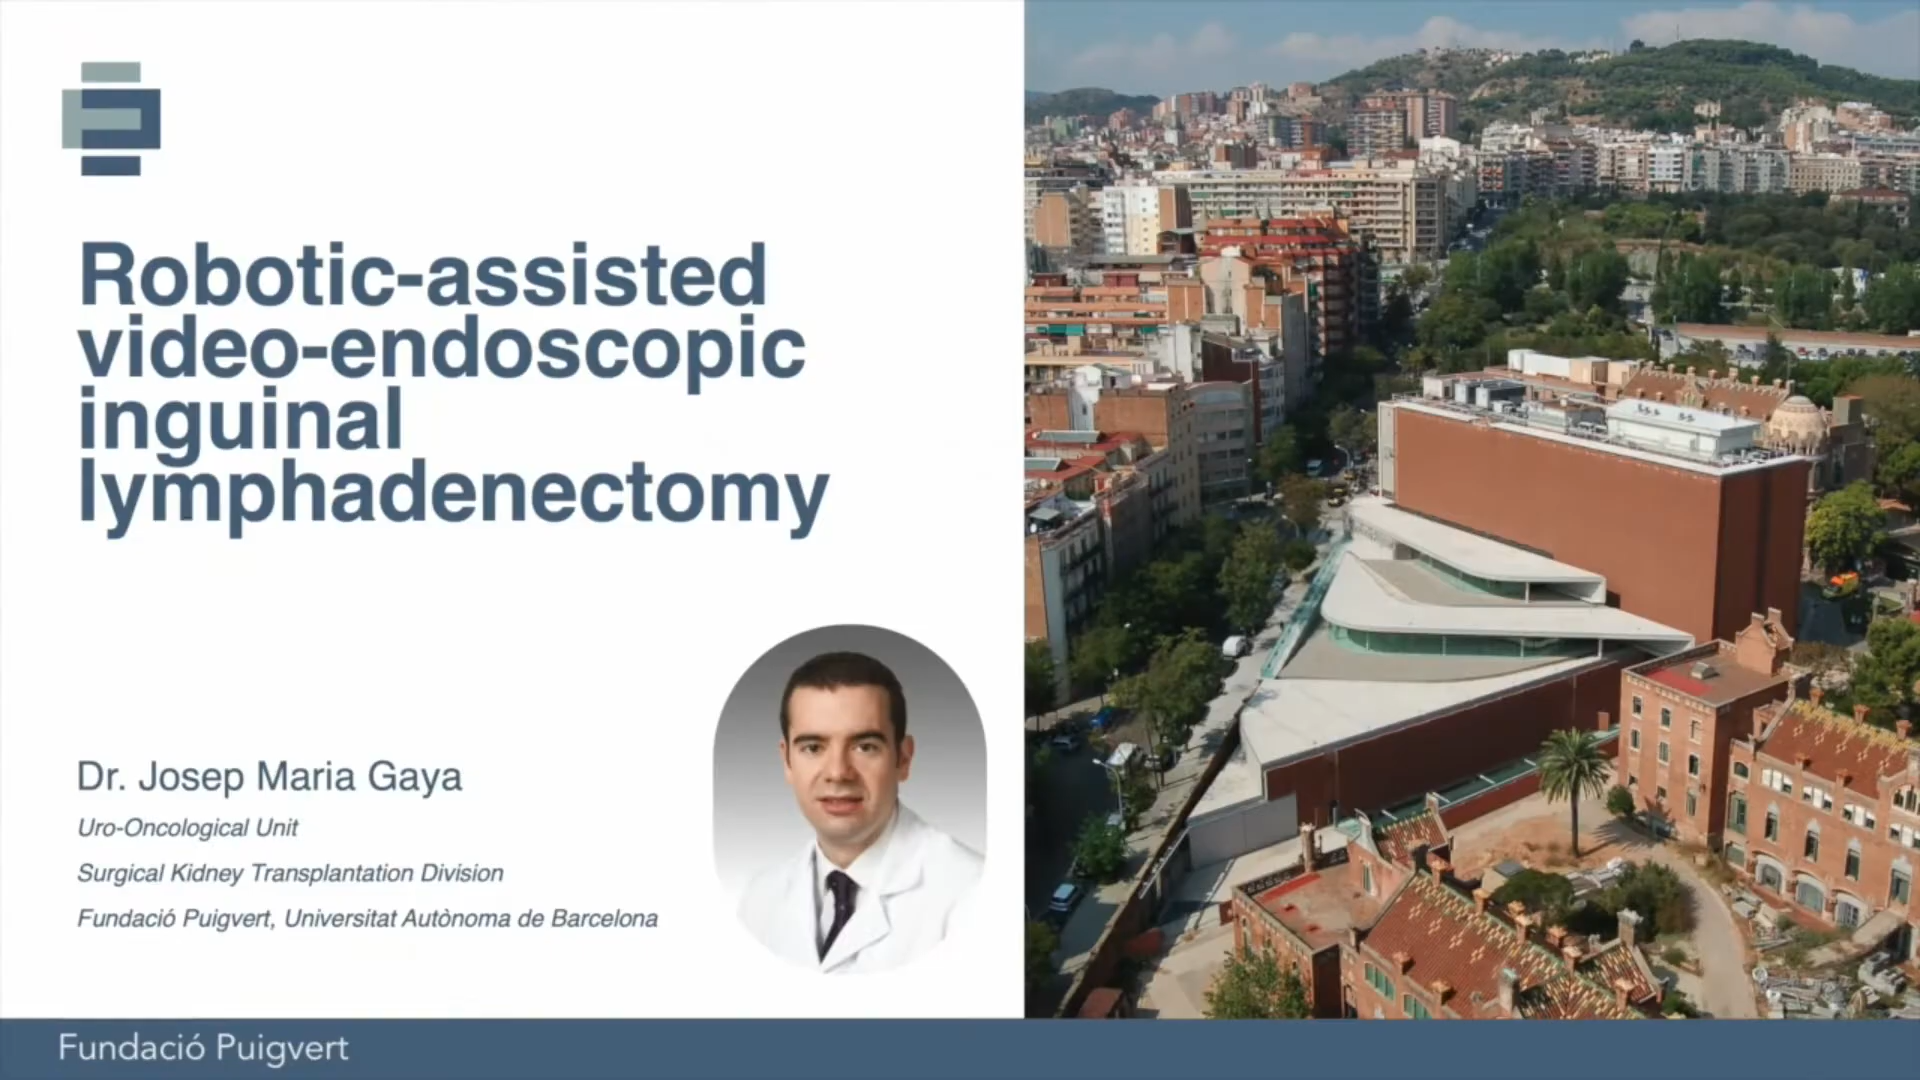 Robotic-assisted
video-endoscopic
inguinal
lymphadenectomy
Dr. Josep Maria Gaya
Uro-Oncological Unit
Surgical Kidney Transplantation Division
Fundació Puigvert, Universitat Autònoma de Barcelona
Fundació Puigvert